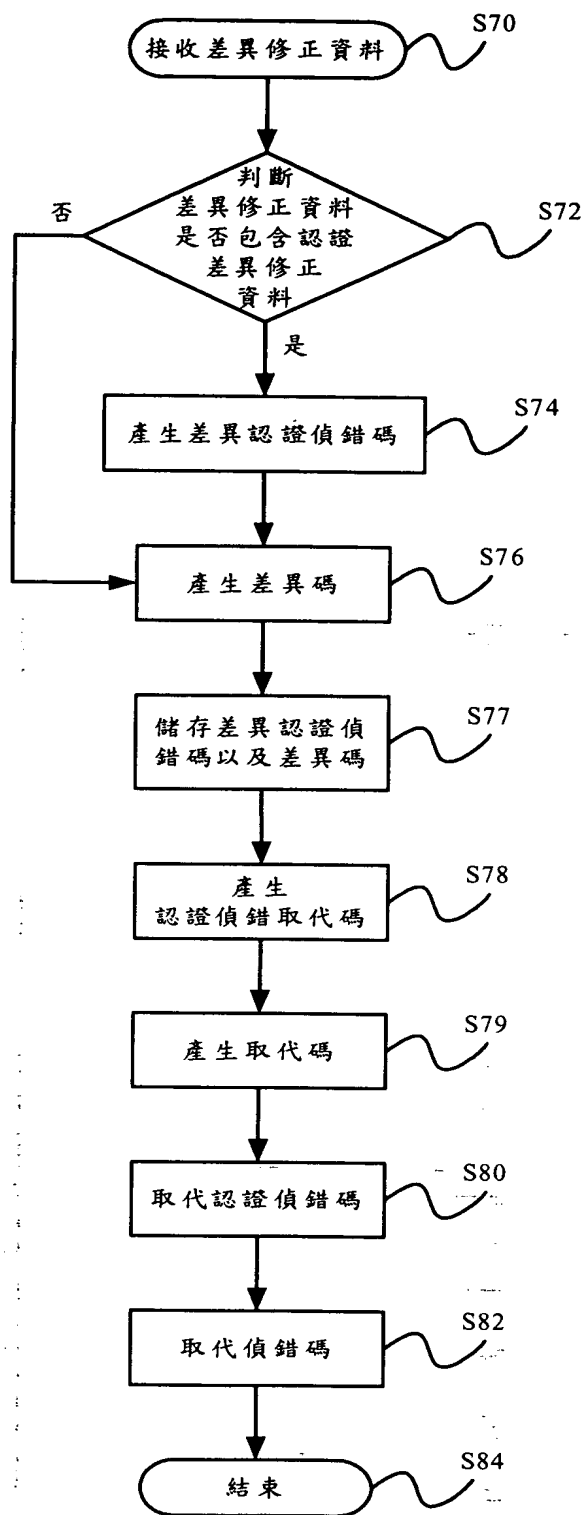 接收差異修正資料
S70
判斷
差異修正資料
是否包含認證
差異修正
資料
S72
否
是
產生差異認證偵錯碼
S74
產生差異碼
S76
儲存差異認證偵
錯碼以及差異碼
S77
產生
認證偵錯取代碼
S78
產生取代碼
S79
取代認證偵錯碼
S80
取代偵錯碼
S82
結束
S84